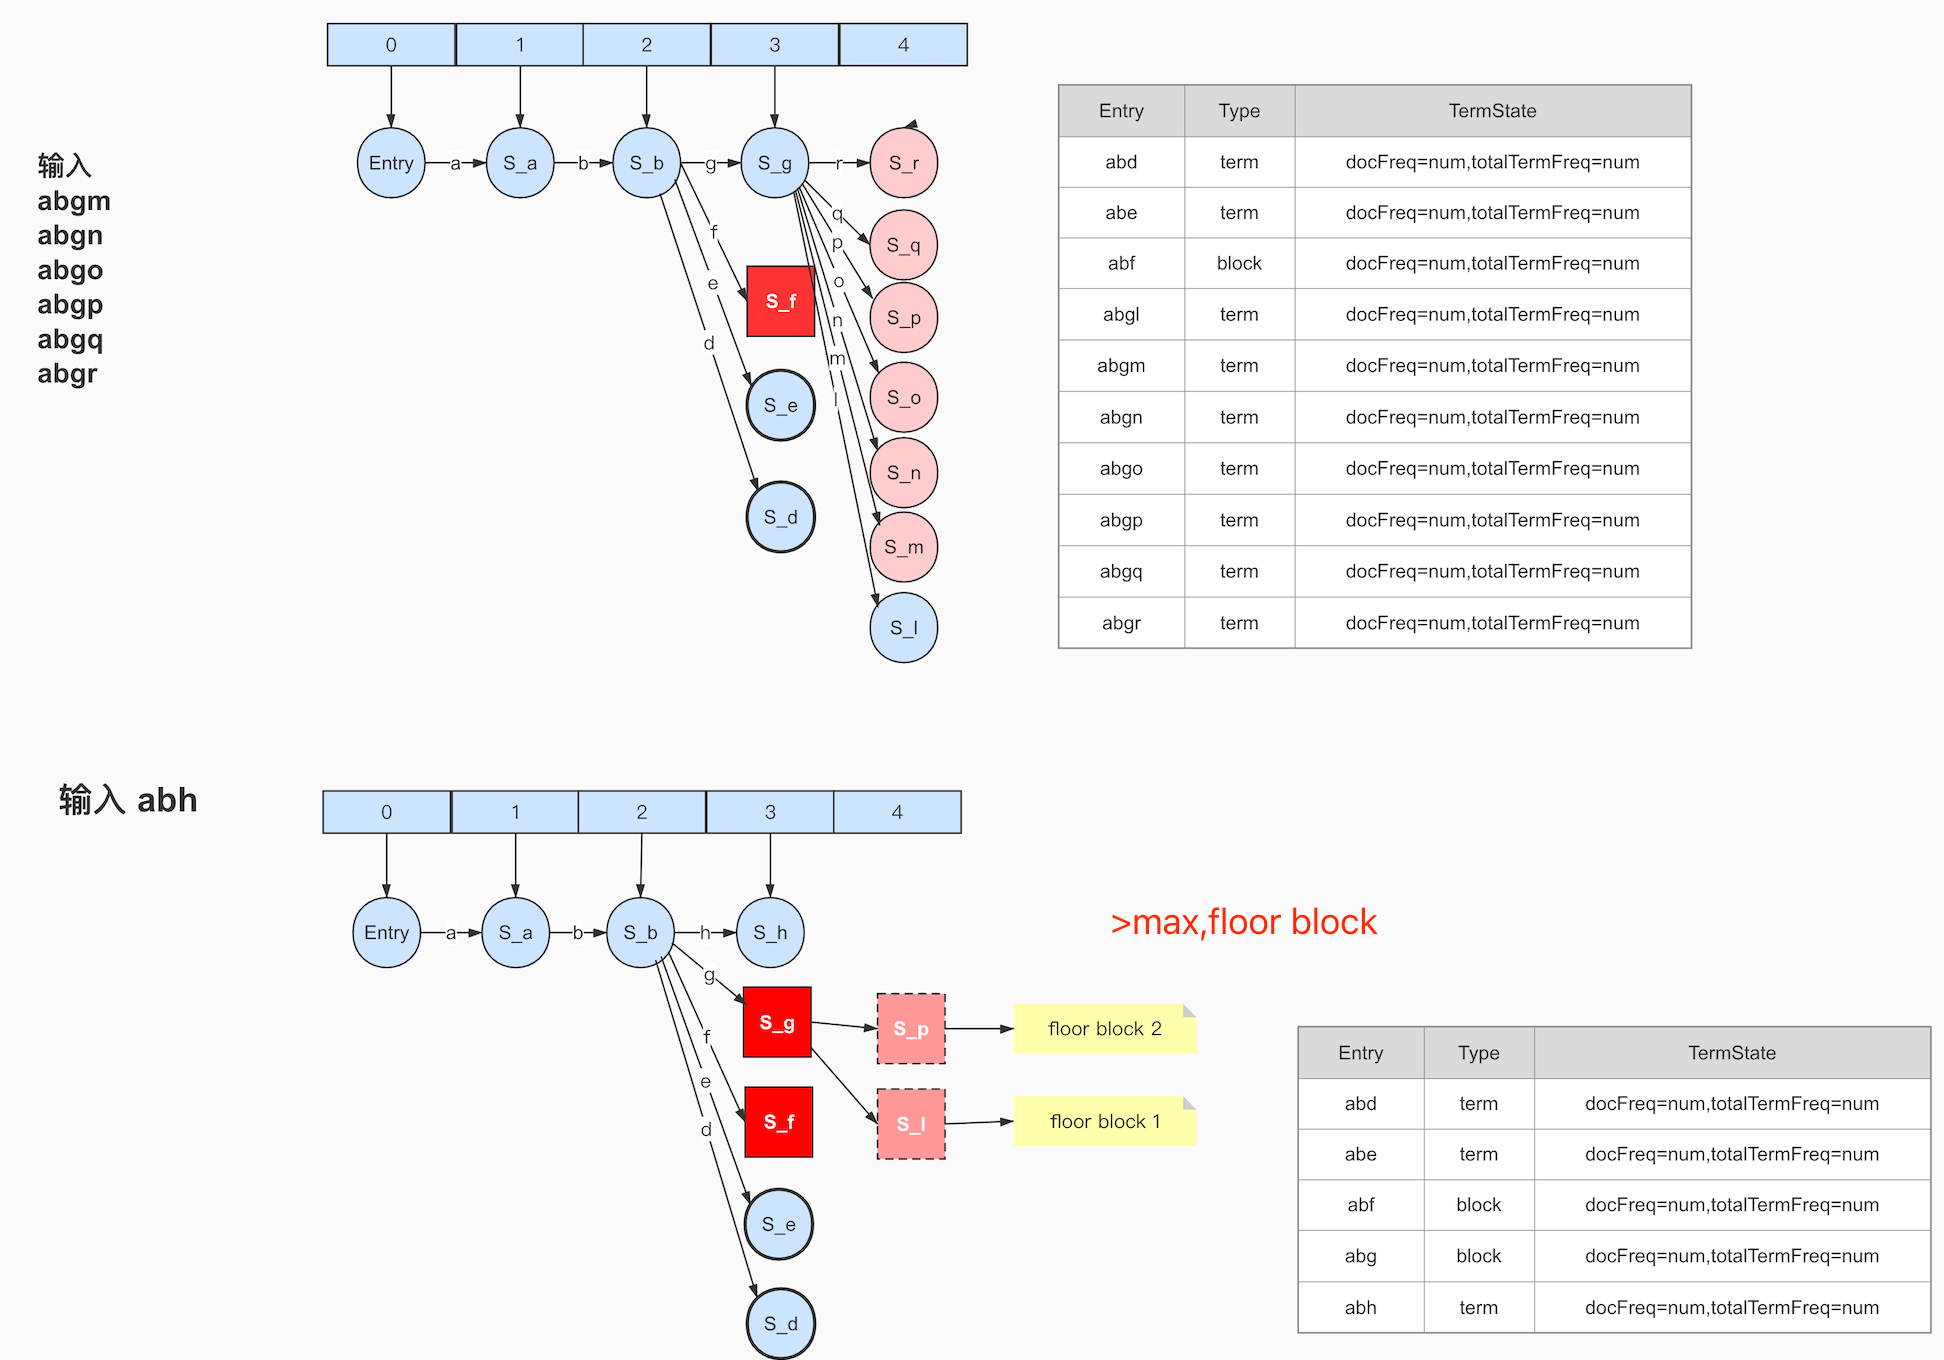 0 1 2 3 4
Entry a S_a b S_b g S_g r S_r
输入
abgm
abgn
abgo
abgp
abgq
abgr
q S_q
p S_p
f S_f
o S_o
e S_e
n S_n
d S_d
m S_m
l S_l
Entry Type TermState
abd term docFreq=num,totalTermFreq=num
abe term docFreq=num,totalTermFreq=num
abf block docFreq=num,totalTermFreq=num
abgl term docFreq=num,totalTermFreq=num
abgm term docFreq=num,totalTermFreq=num
abgn term docFreq=num,totalTermFreq=num
abgo term docFreq=num,totalTermFreq=num
abgp term docFreq=num,totalTermFreq=num
abgq term docFreq=num,totalTermFreq=num
abgr term docFreq=num,totalTermFreq=num
输入 abh
0 1 2 3 4
Entry a S_a b S_b h S_h
g S_g S_p floor block 2
f S_f S_l floor block 1
e S_e
d S_d
>max,floor block
Entry Type TermState
abd term docFreq=num,totalTermFreq=num
abe term docFreq=num,totalTermFreq=num
abf block docFreq=num,totalTermFreq=num
abg block docFreq=num,totalTermFreq=num
abh term docFreq=num,totalTermFreq=num